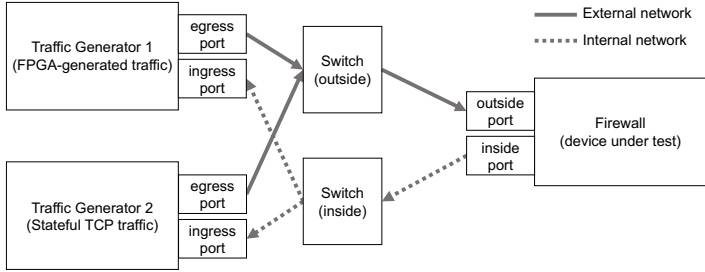 External network
Internal network
Traffic Generator 1
(FPGA-generated traffic)
egress
port
ingress
port
Switch
(outside)
outside
port
inside
port
Firewall
(device under test)
Traffic Generator 2
(Stateful TCP traffic)
egress
port
ingress
port
Switch
(inside)